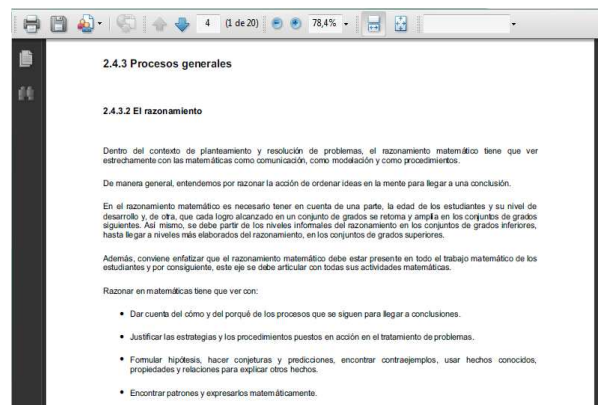 4 (1 de 20) 78,4%
2.4.3 Procesos generales
2.4.3.2 El razonamiento
Dentro del contexto de planteamiento y resolución de problemas, el razonamiento matemático tiene que ver
estrechamente con las matemáticas como comunicación, como modelación y como procedimientos.
De manera general, entendemos por razonar la acción de ordenar ideas en la mente para llegar a una conclusión.
En el razonamiento matemático es necesario tener en cuenta de una parte, la edad de los estudiantes y su nivel de
desarrollo y, de otra, que cada logro alcanzado en un conjunto de grados se retoma y amplía en los conjuntos de grados
siguientes. Así mismo, se debe partir de los niveles informales del razonamiento en los conjuntos de grados inferiores,
hasta llegar a niveles más elaborados del razonamiento, en los conjuntos de grados superiores.
Además, conviene enfatizar que el razonamiento matemático debe estar presente en todo el trabajo matemático de los
estudiantes y por consiguiente, este eje se debe articular con todas sus actividades matemáticas.
Razonar en matemáticas tiene que ver con:
• Dar cuenta del cómo y del porqué de los procesos que se siguen para llegar a conclusiones.
• Justificar las estrategias y los procedimientos puestos en acción en el tratamiento de problemas.
• Formular hipótesis, hacer conjeturas y predicciones, encontrar contraejemplos, usar hechos conocidos,
propiedades y relaciones para explicar otros hechos.
• Encontrar patrones y expresarlos matemáticamente.